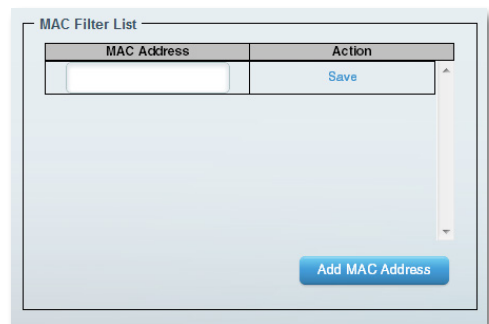 MAC Filter List
MAC Address Action
Save
Add MAC Address